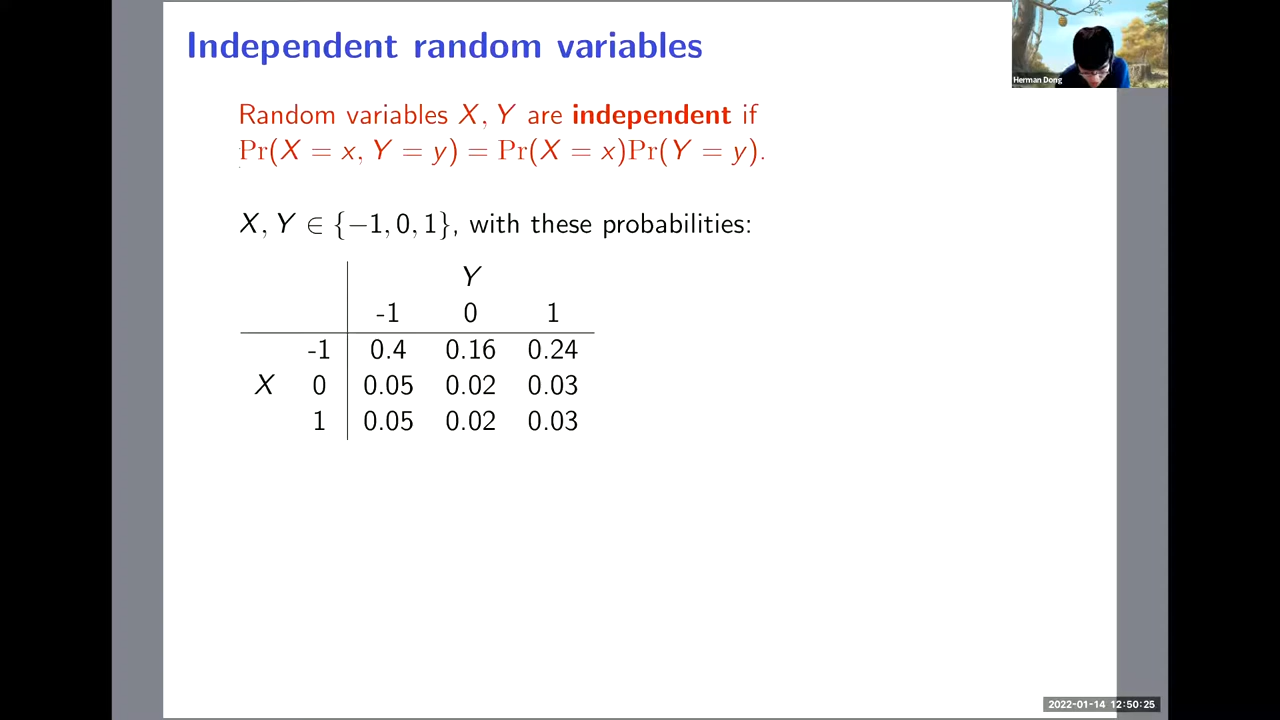 Independent random variables
Herman Dong
Random variables X, Y are independent if
Pr(X = x, Y = y) = Pr(X = x)Pr(Y = y).
X, Y ∈ {−1, 0, 1}, with these probabilities:
Y
-1 0 1
-1 0.4 0.16 0.24
X 0 0.05 0.02 0.03
1 0.05 0.02 0.03
2022-01-14 12:50:25